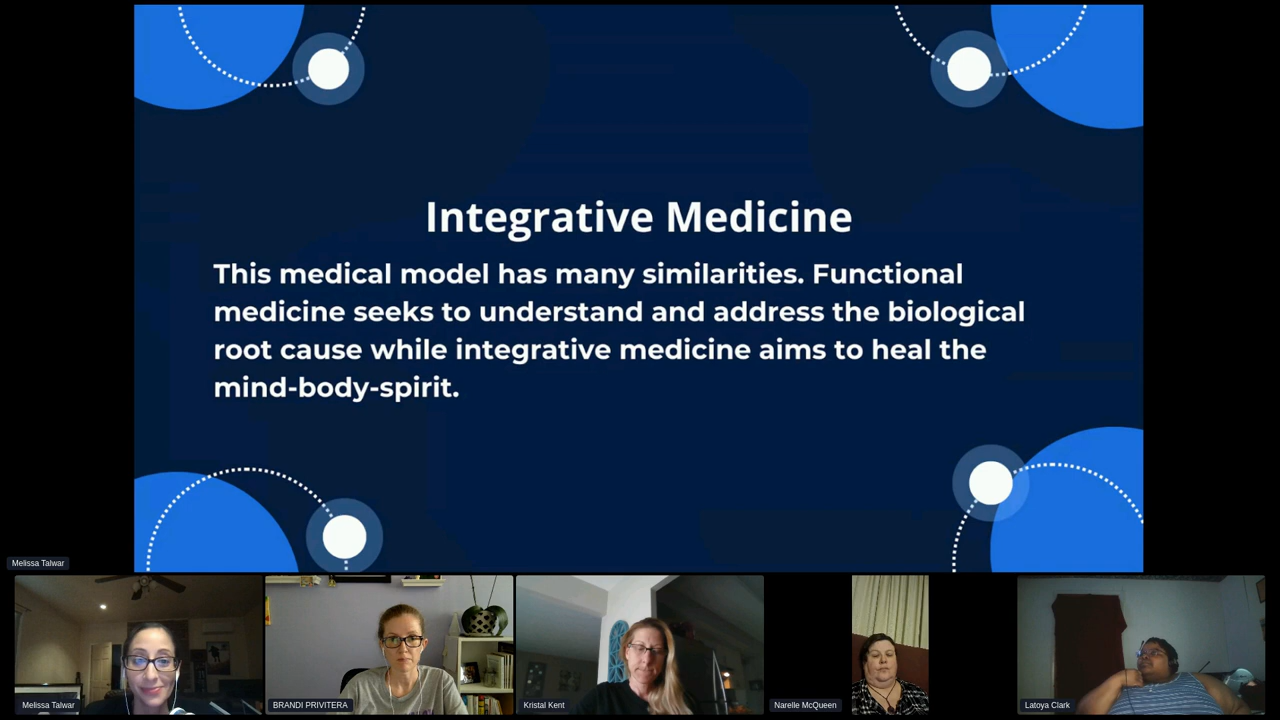 Integrative Medicine
This medical model has many similarities. Functional
medicine seeks to understand and address the biological
root cause while integrative medicine aims to heal the
mind-body-spirit.
Melissa Talwar
Melissa Talwar
BRANDI PRIVITERA
Kristal Kent
Narelle McQueen
Latoya Clark